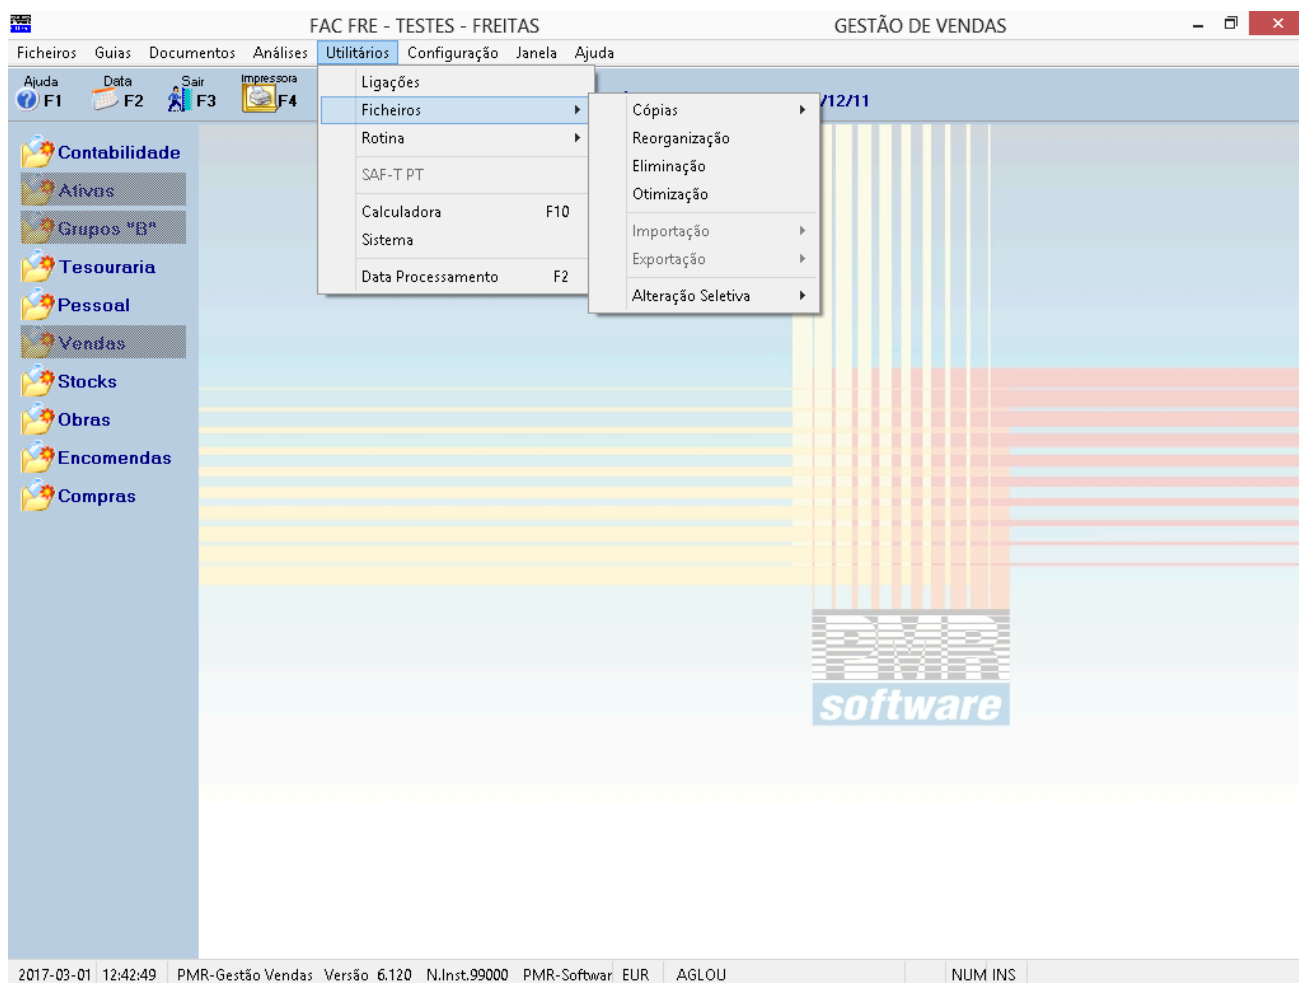 FAC FRE - TESTES - FREITAS GESTÃO DE VENDAS
Ficheiros Guias Documentos Análises Utilitários Configuração Janela Ajuda
Ajuda F1 Data F2 Sair F3 Impressora F4 /12/11
Ligações
Ficheiros
Rotina
SAF-T PT
Calculadora F10
Sistema
Data Processamento F2
Cópias
Reorganização
Eliminação
Otimização
Importação
Exportação
Alteração Seletiva
Contabilidade
Ativos
Grupos "B"
Tesouraria
Pessoal
Vendas
Stocks
Obras
Encomendas
Compras
PMR
software
2017-03-01 12:42:49 PMR-Gestão Vendas Versão 6.120 N.Inst.99000 PMR-Softwar EUR AGLOU NUM INS